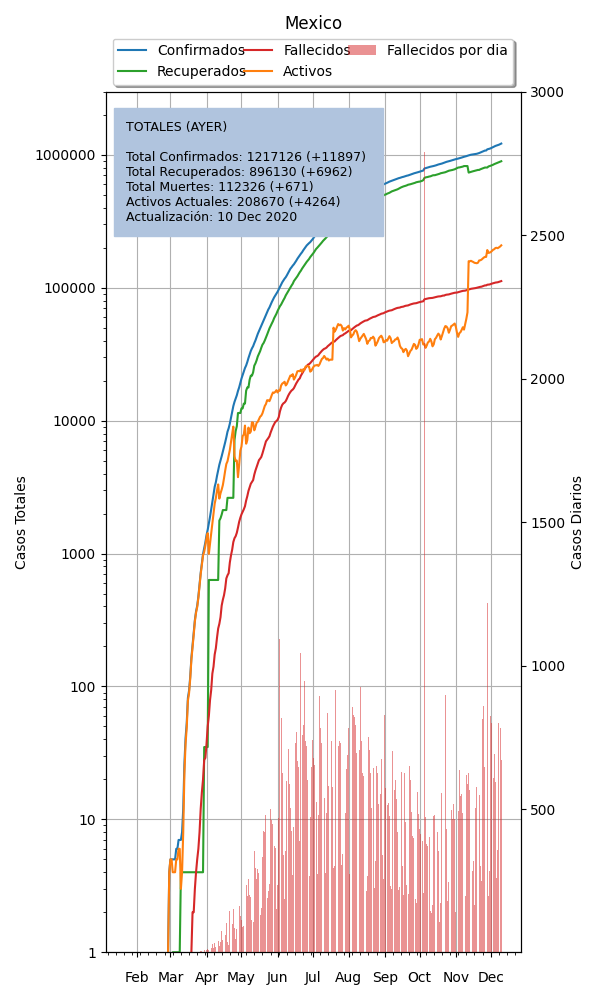 Mexico
Confirmados
Recuperados
Fallecidos
Activos
Fallecidos por dia
TOTALES (AYER)
Total Confirmados: 1217126 (+11897)
Total Recuperados: 896130 (+6962)
Total Muertes: 112326 (+671)
Activos Actuales: 208670 (+4264)
Actualización: 10 Dec 2020
Casos Totales
1000000
100000
10000
1000
100
10
1
Casos Diarios
3000
2500
2000
1500
1000
500
Feb Mar Apr May Jun Jul Aug Sep Oct Nov Dec